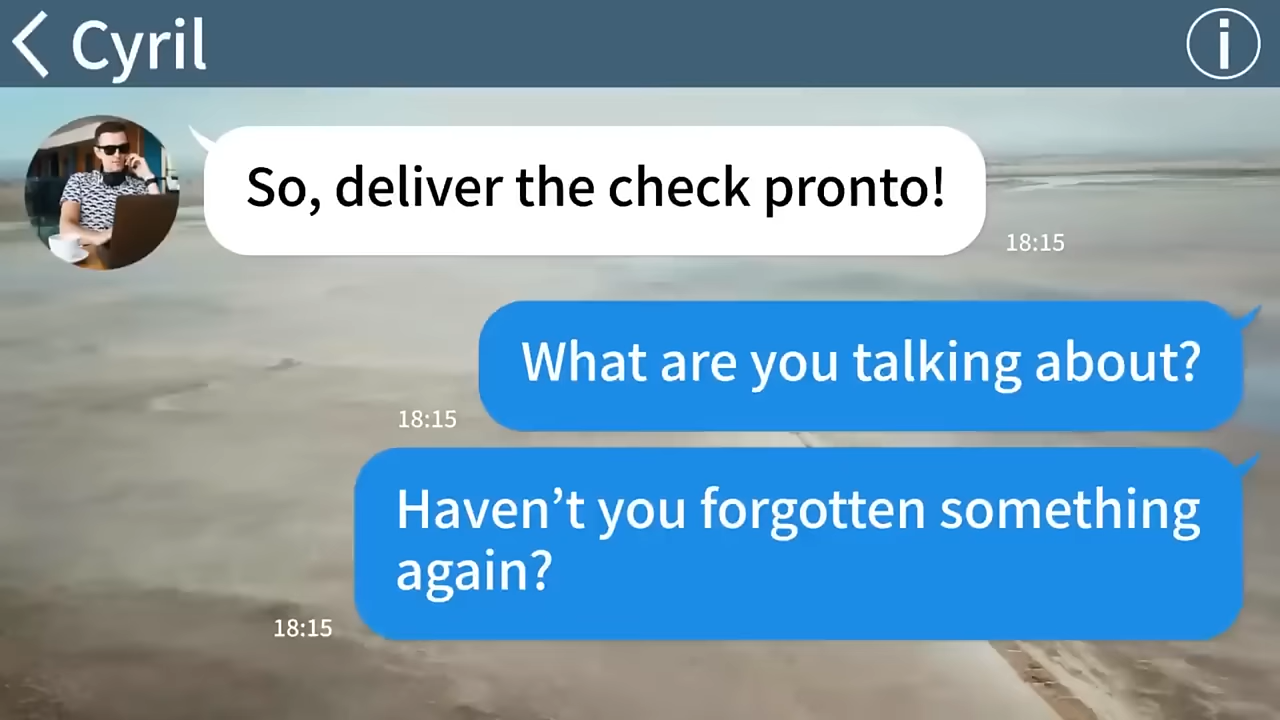 Cyril
So, deliver the check pronto!
18:15
What are you talking about?
18:15
Haven’t you forgotten something
again?
18:15